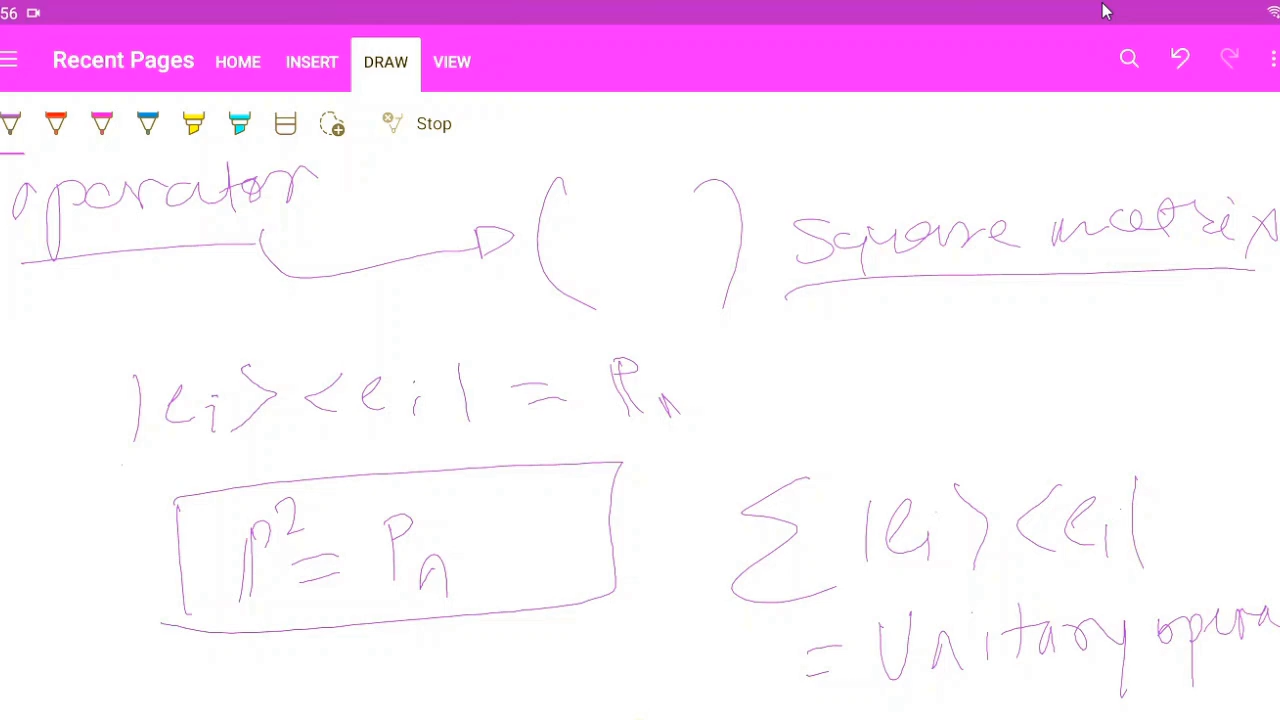 56
Recent Pages HOME INSERT DRAW VIEW
Stop
operator ( ) square matrix
|ei> <ei| = Pn
P² = Pn
Σ |ei> <ei|
= Unitary opera